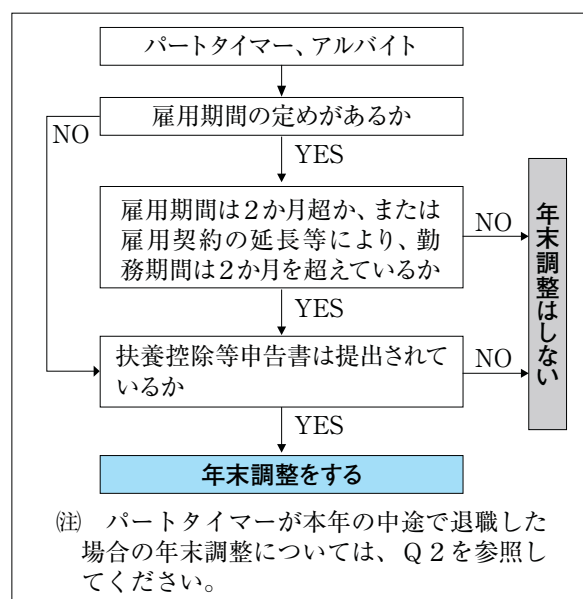 パートタイマー、アルバイト
雇用期間の定めがあるか
NO
YES
雇用期間は２か月超か、または
雇用契約の延長等により、勤
務期間は２か月を超えているか
NO
年末調整はしない
YES
扶養控除等申告書は提出されて
いるか
NO
YES
年末調整をする
㊟　パートタイマーが本年の中途で退職した
場合の年末調整については、Ｑ２を参照し
てください。